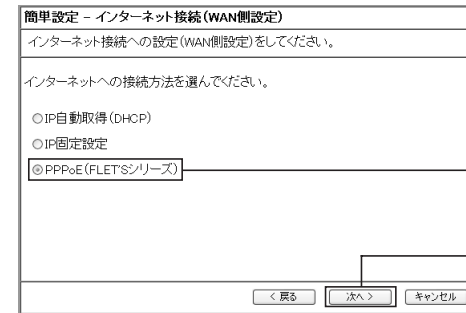 簡単設定 – インターネット接続(WAN側設定)
インターネット接続への設定(WAN側設定)をしてください。
インターネットへの接続方法を選んでください。
IP自動取得(DHCP)
IP固定設定
PPPoE(FLET'Sシリーズ)
< 戻る 次へ > キャンセル